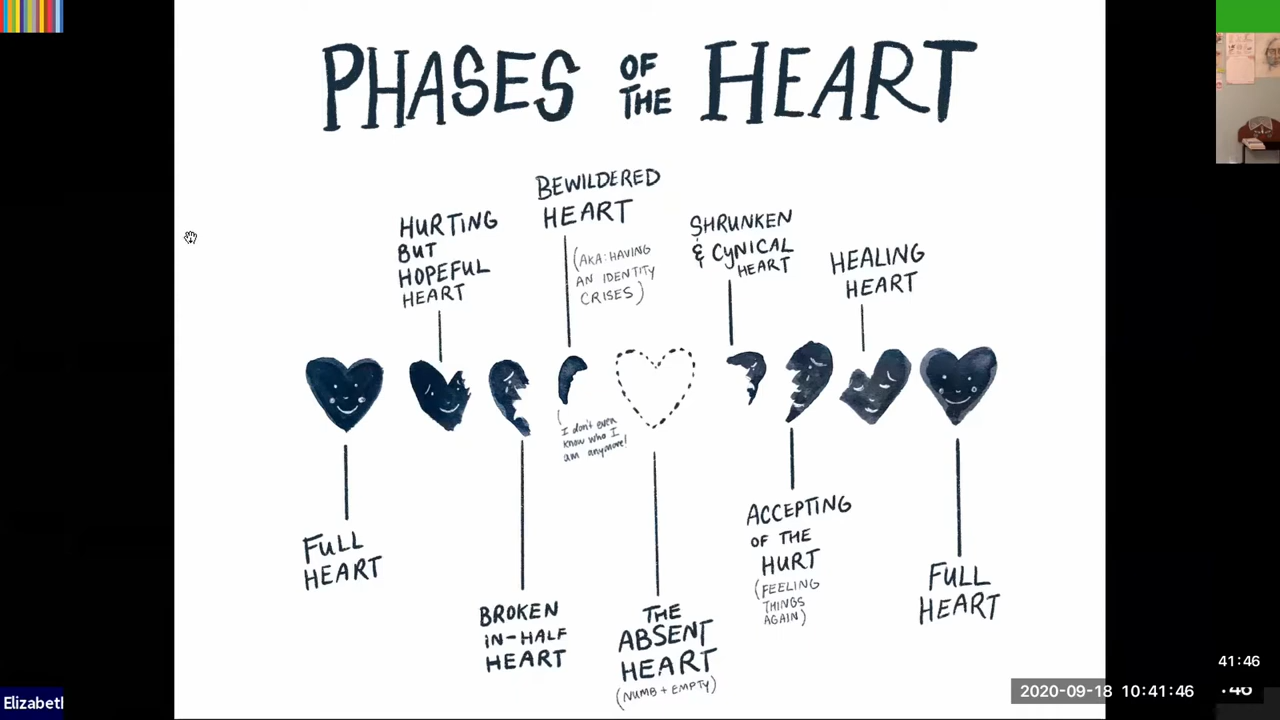 PHASES OF THE HEART
BEWILDERED
HEART
(AKA: HAVING
AN IDENTITY
CRISES)
HURTING
BUT
HOPEFUL
HEART
SHRUNKEN
& CYNICAL
HEART
HEALING
HEART
I don't even
know who I
am anymore!
FULL
HEART
BROKEN
IN-HALF
HEART
THE
ABSENT
HEART
(NUMB + EMPTY)
ACCEPTING
OF THE
HURT
(FEELING
THINGS
AGAIN)
FULL
HEART
41:46
2020-09-18 10:41:46